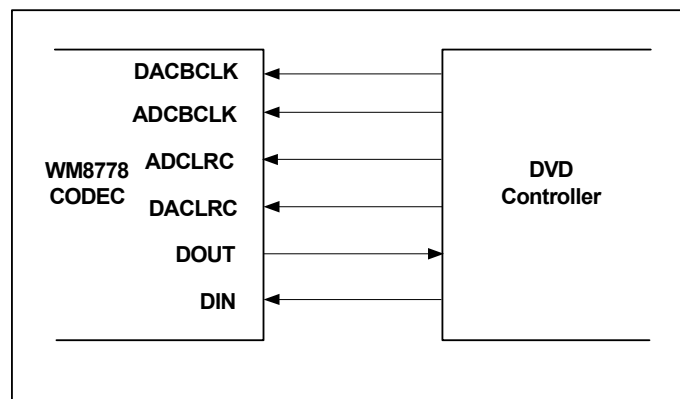 DACBCLK
ADCBCLK
ADCLRC
DACLRC
DOUT
DIN
WM8778
CODEC
DVD
Controller